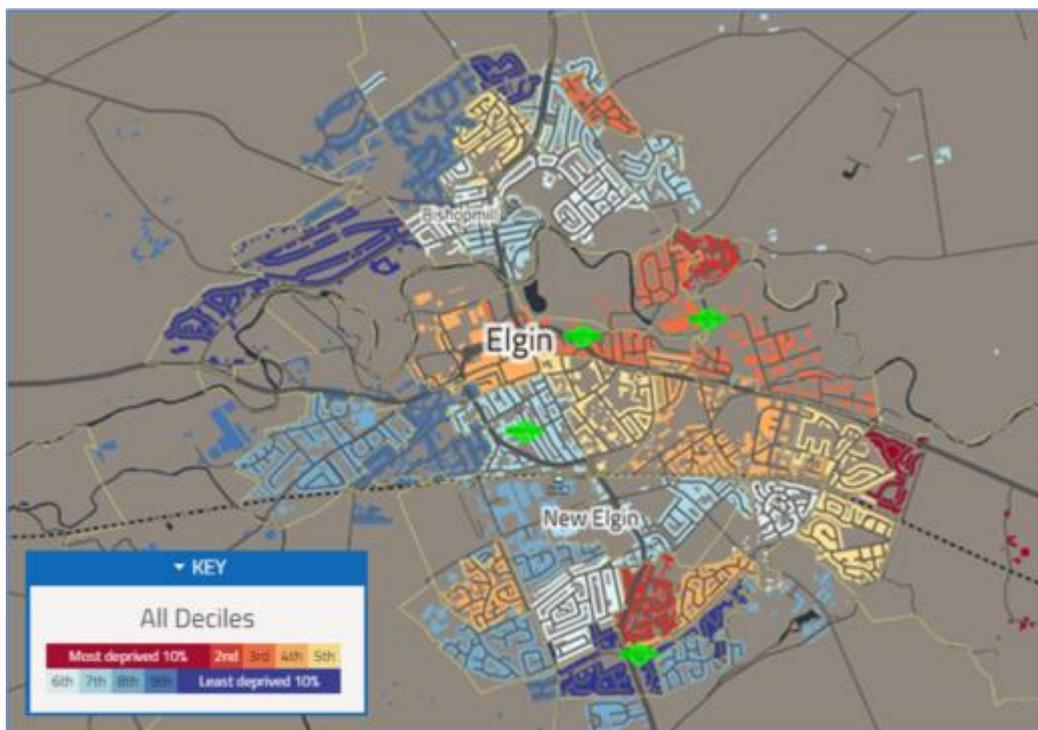 Bishopmill
Elgin
New Elgin
KEY
All Deciles
Most deprived 10% 2nd 3rd 4th 5th
6th 7th 8th 9th Least deprived 10%